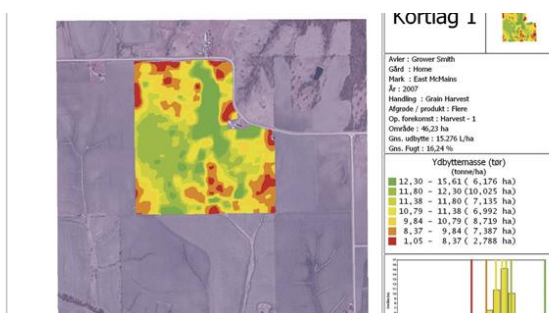 Kortlag 1
Avler : Grower Smith
Gård : Home
Mark : East McMains
År : 2007
Handling : Grain Harvest
Afgrøde / produkt : Flere
Op. forekomst : Harvest - 1
Område : 46,23 ha
Gns. udbytte : 15.276 L/ha
Gns. Fugt : 16,24 %
Ydbyttemasse (tør)
(tonne/ha)
12,30 - 15,61 ( 6,176 ha)
11,80 - 12,30 (10,025 ha)
11,38 - 11,80 ( 7,135 ha)
10,79 - 11,38 ( 6,992 ha)
9,84 - 10,79 ( 8,719 ha)
8,37 - 9,84 ( 7,387 ha)
1,05 - 8,37 ( 2,788 ha)